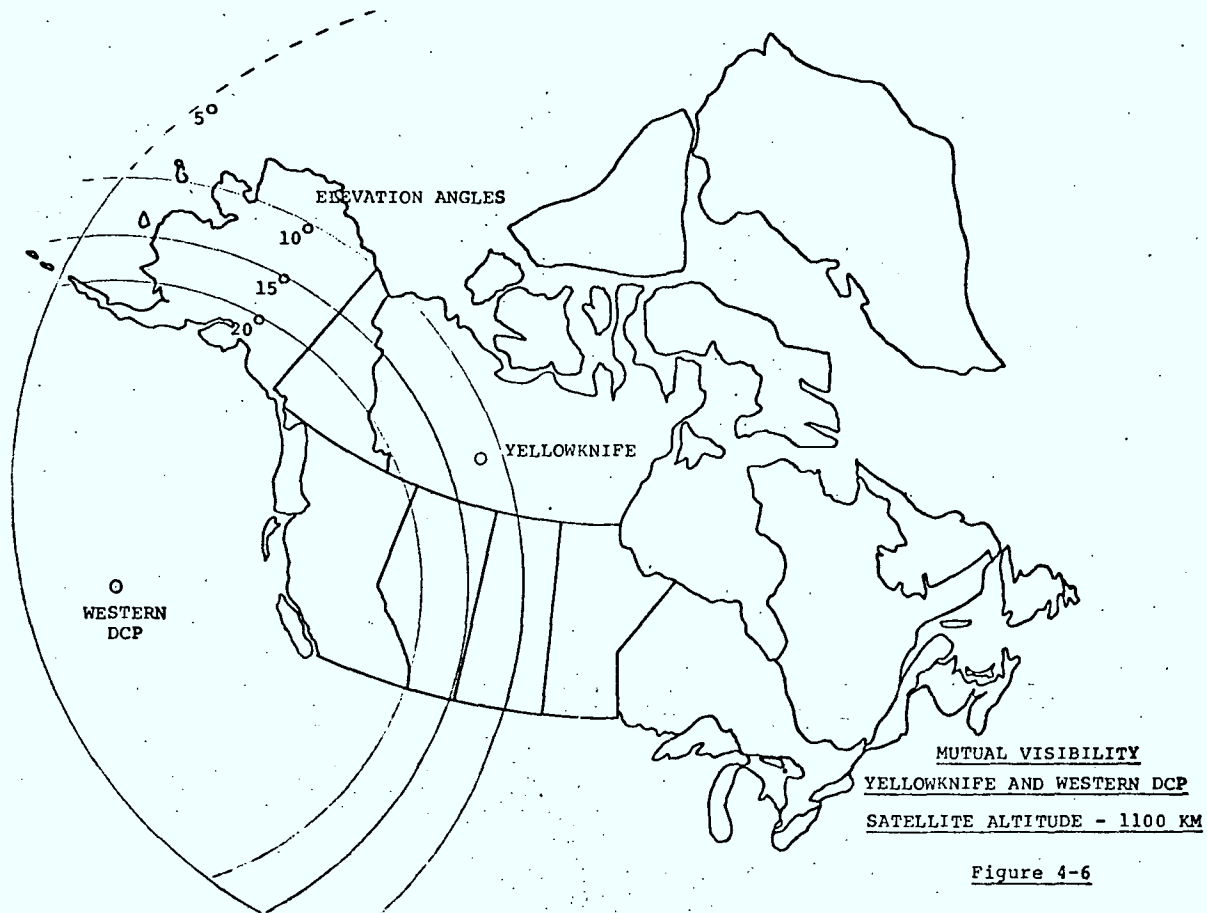 5°
ELEVATION ANGLES
10°
15°
20°
YELLOWKNIFE
WESTERN
DCP
MUTUAL VISIBILITY
YELLOWKNIFE AND WESTERN DCP
SATELLITE ALTITUDE - 1100 KM
Figure 4-6